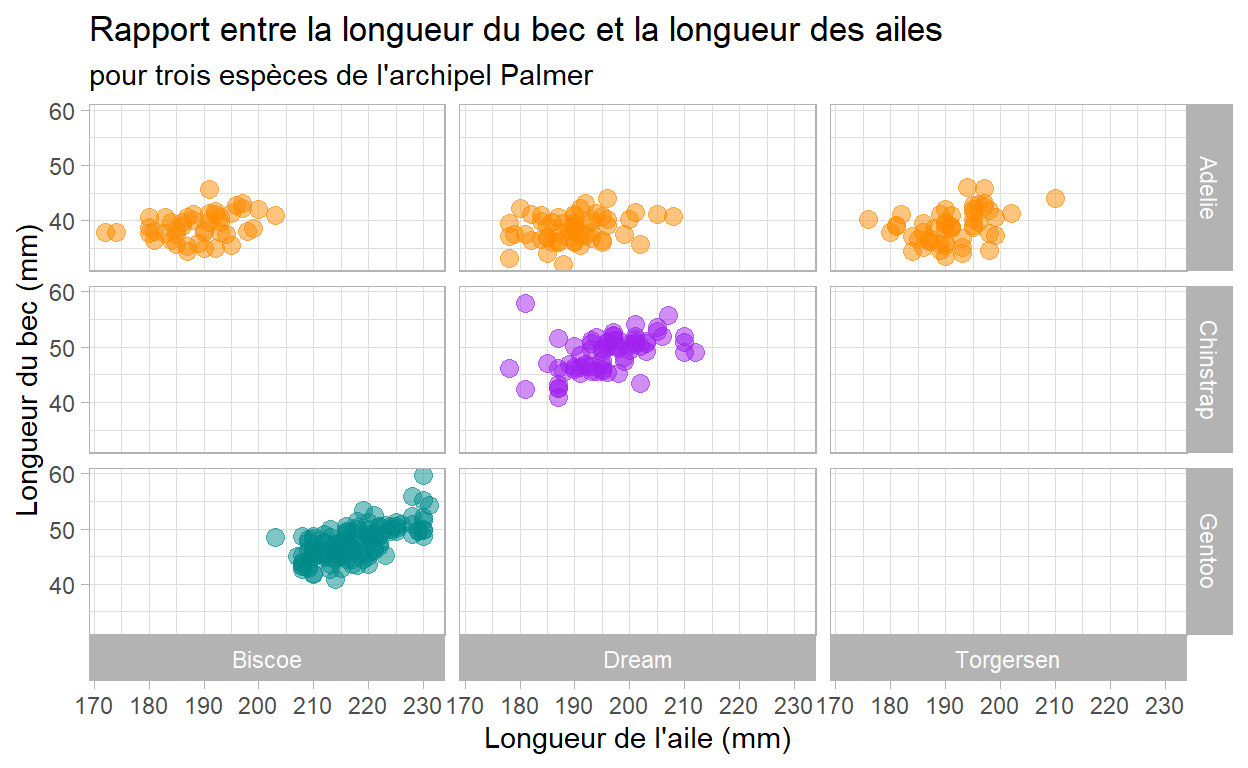 Rapport entre la longueur du bec et la longueur des ailes
pour trois espèces de l'archipel Palmer
Longueur du bec (mm)
60
50
40
Adelie
60
50
40
Chinstrap
60
50
40
Gentoo
Biscoe Dream Torgersen
170 180 190 200 210 220 230 170 180 190 200 210 220 230 170 180 190 200 210 220 230
Longueur de l'aile (mm)